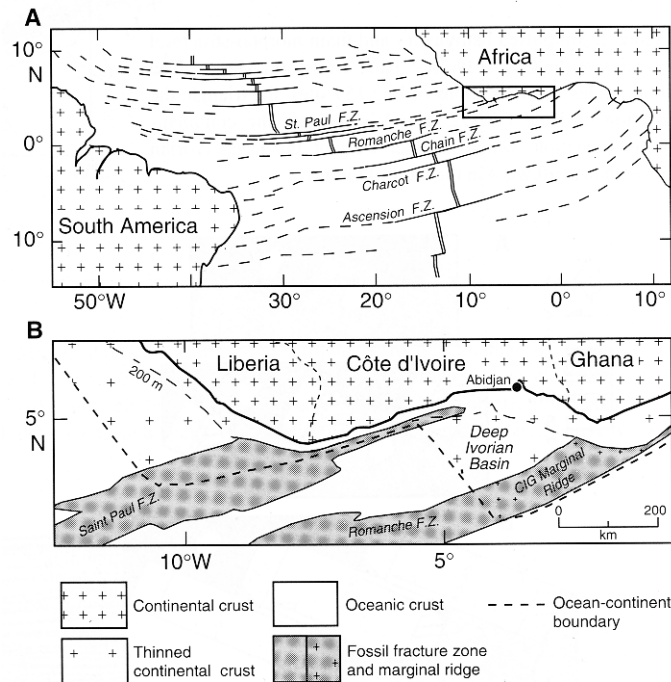 A
10°
N
0°
10°
Africa
St. Paul F.Z.
Romanche F.Z.
Chain F.Z.
Charcot F.Z.
Ascension F.Z.
South America
50°W
30°
20°
10°
0°
10°
B
Liberia
Côte d'Ivoire
Ghana
200 m
Abidjan
5°
N
Deep
Ivorian
Basin
CIG Marginal
Ridge
Saint Paul F.Z.
Romanche F.Z.
0
200
km
10°W
5°
Continental crust
Oceanic crust
Ocean-continent
boundary
Thinned
continental crust
Fossil fracture zone
and marginal ridge